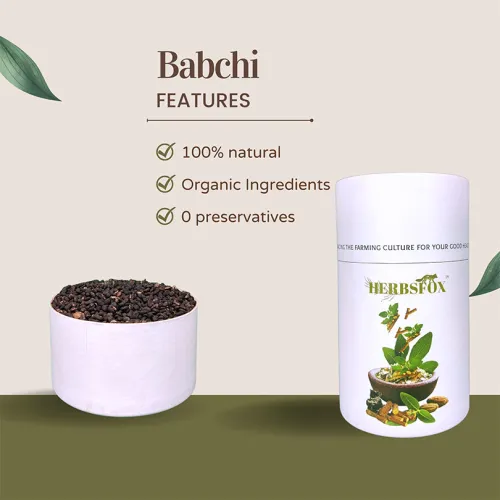 Babchi
FEATURES
100% natural
Organic Ingredients
0 preservatives
THE FARMING CULTURE FOR YOUR GOOD
HERBSFOX